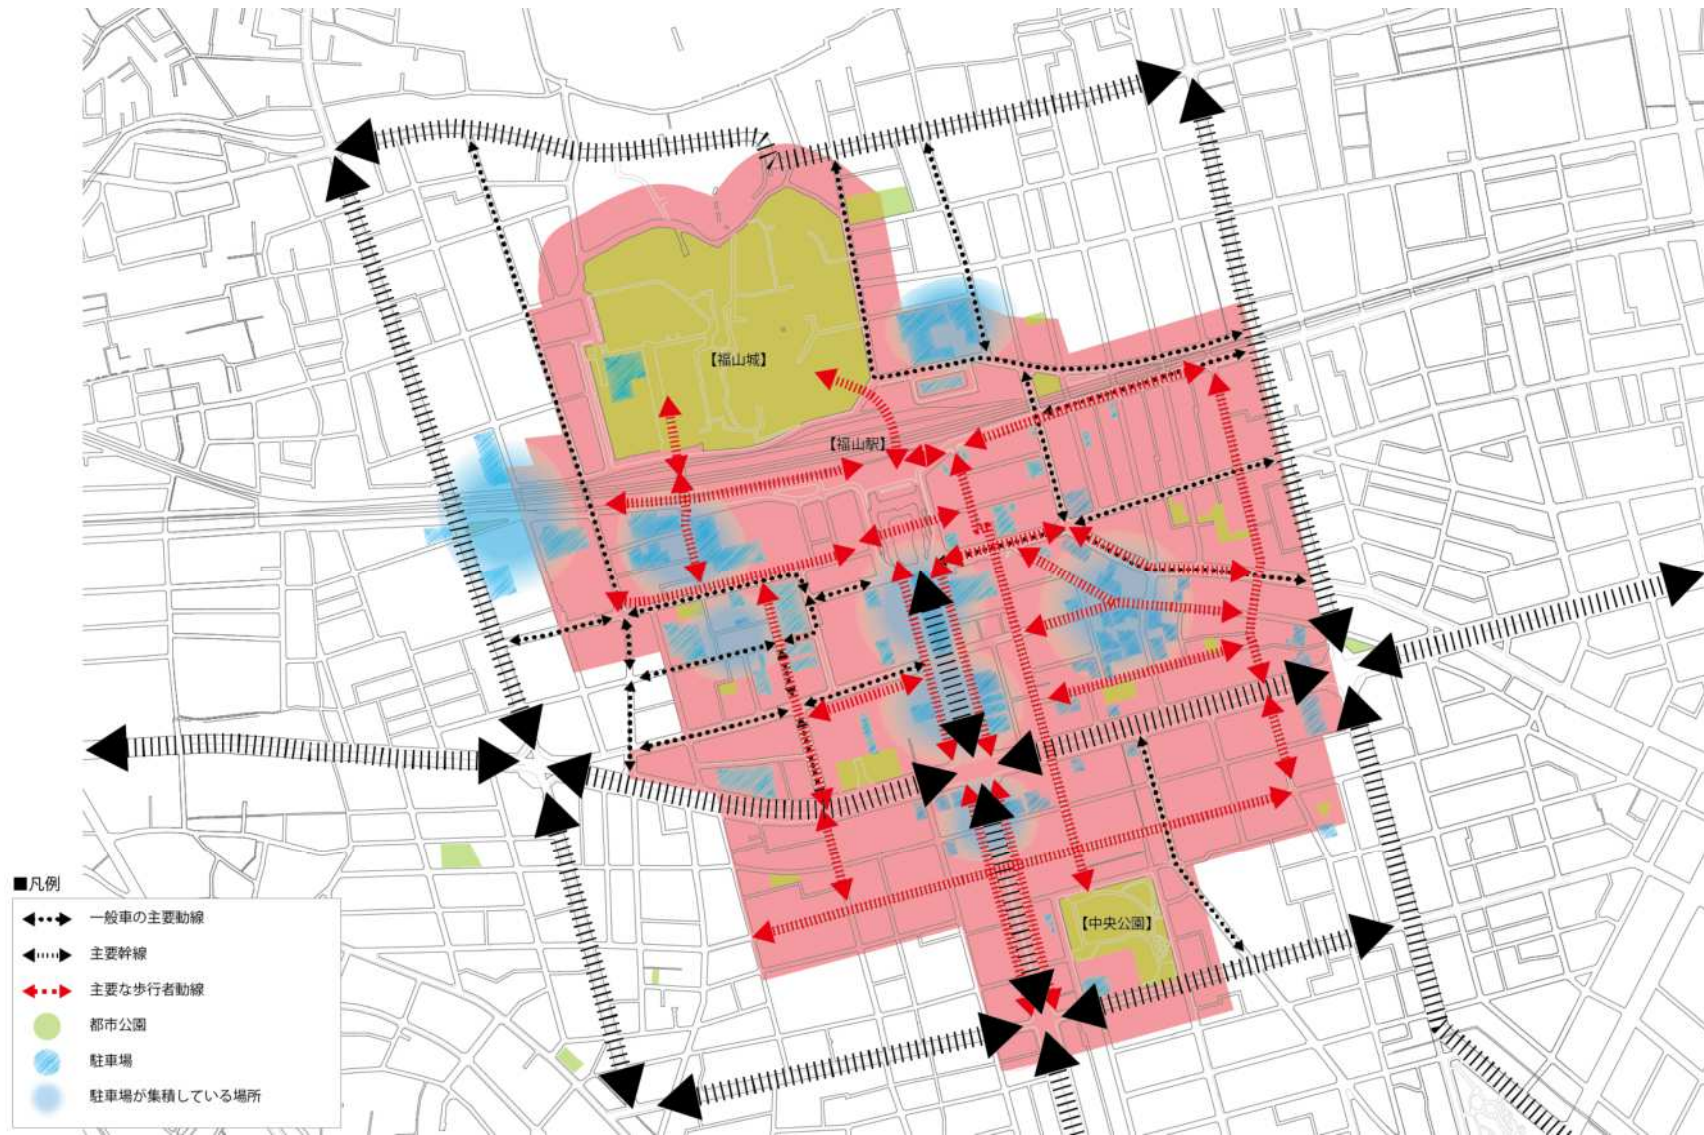 【福山城】
【福山駅】
【中央公園】
■凡例
一般車の主要動線
主要幹線
主要な歩行者動線
都市公園
駐車場
駐車場が集積している場所